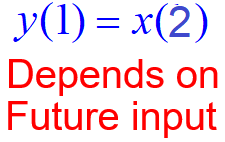 y(1) = x(2)
Depends on
Future input